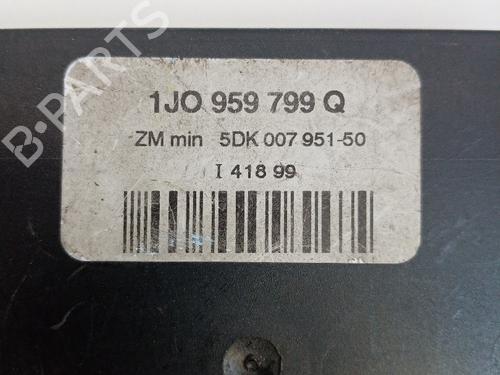 B-PARTS
1JO 959 799 Q
ZM min 5DK 007 951-50
I 418 99